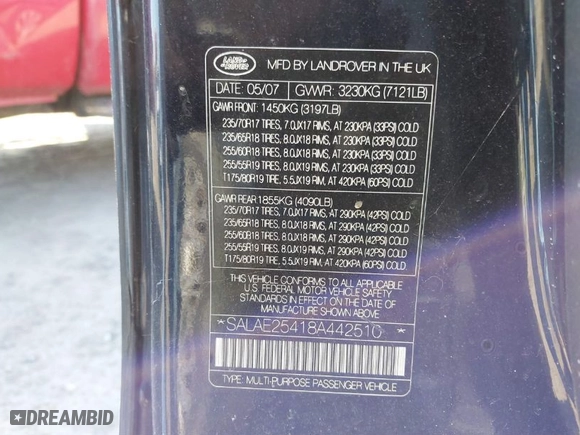 LAND
ROVER
MFD BY LANDROVER IN THE UK
DATE: 05/07 GVWR: 3230KG (7121LB)
GAWR FRONT: 1450KG (3197LB)
235/70R17 TIRES, 7.0JX17 RIMS, AT 230KPA (33PSI) COLD
235/65R18 TIRES, 8.0JX18 RIMS, AT 230KPA (33PSI) COLD
255/60R18 TIRES, 8.0JX18 RIMS, AT 230KPA (33PSI) COLD
255/55R19 TIRES, 8.0JX19 RIMS, AT 230KPA (33PSI) COLD
T175/80R19 TIRE, 5.5JX19 RIM, AT 420KPA (60PSI) COLD
GAWR REAR 1855KG (4090LB)
235/70R17 TIRES, 7.0JX17 RIMS, AT 290KPA (42PSI) COLD
235/65R18 TIRES, 8.0JX18 RIMS, AT 290KPA (42PSI) COLD
255/60R18 TIRES, 8.0JX18 RIMS, AT 290KPA (42PSI) COLD
255/55R19 TIRES, 8.0JX19 RIMS, AT 290KPA (42PSI) COLD
T175/80R19 TIRE, 5.5JX19 RIM, AT 420KPA (60PSI) COLD
THIS VEHICLE CONFORMS TO ALL APPLICABLE
U.S. FEDERAL MOTOR VEHICLE SAFETY
STANDARDS IN EFFECT ON THE DATE OF
MANUFACTURE SHOWN ABOVE.
*SALAE25418A442510 *
TYPE: MULTI-PURPOSE PASSENGER VEHICLE
DREAMBID